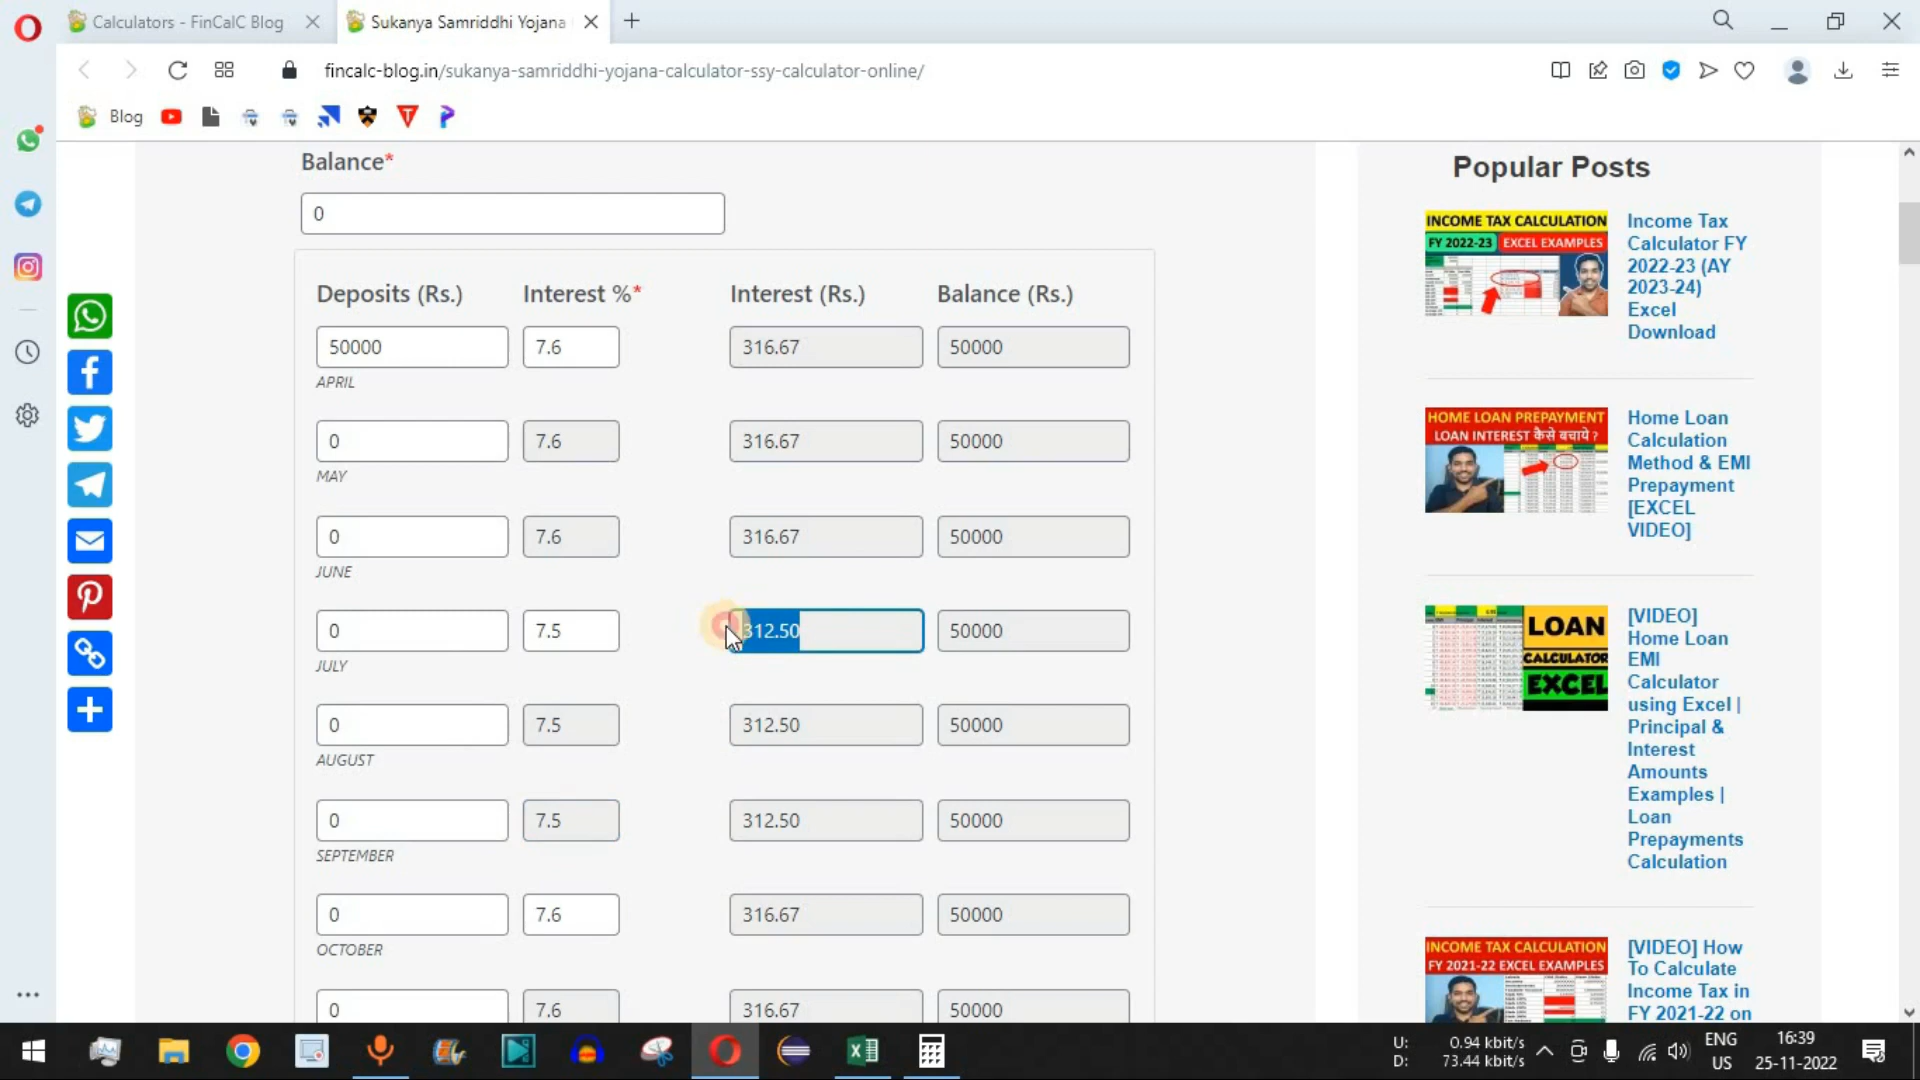 Calculators - FinCalC Blog
Sukanya Samriddhi Yojana
fincalc-blog.in/sukanya-samriddhi-yojana-calculator-ssy-calculator-online/
Blog
Balance*
0
Deposits (Rs.) Interest %* Interest (Rs.) Balance (Rs.)
50000 7.6 316.67 50000
APRIL
0 7.6 316.67 50000
MAY
0 7.6 316.67 50000
JUNE
0 7.5 312.50 50000
JULY
0 7.5 312.50 50000
AUGUST
0 7.5 312.50 50000
SEPTEMBER
0 7.6 316.67 50000
OCTOBER
0 7.6 316.67 50000
Popular Posts
INCOME TAX CALCULATION
FY 2022-23 EXCEL EXAMPLES
Income Tax
Calculator FY
2022-23 (AY
2023-24)
Excel
Download
HOME LOAN PREPAYMENT
LOAN INTEREST कैसे बचाये ?
Home Loan
Calculation
Method & EMI
Prepayment
[EXCEL
VIDEO]
LOAN
CALCULATOR
EXCEL
[VIDEO]
Home Loan
EMI
Calculator
using Excel |
Principal &
Interest
Amounts
Examples |
Loan
Prepayments
Calculation
INCOME TAX CALCULATION
FY 2021-22 EXCEL EXAMPLES
[VIDEO] How
To Calculate
Income Tax in
FY 2021-22 on
U: 0.94 kbit/s
D: 73.44 kbit/s
ENG
US
16:39
25-11-2022